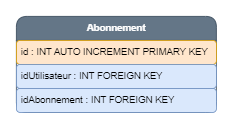 Abonnement
id : INT AUTO INCREMENT PRIMARY KEY
idUtilisateur : INT FOREIGN KEY
idAbonnement : INT FOREIGN KEY